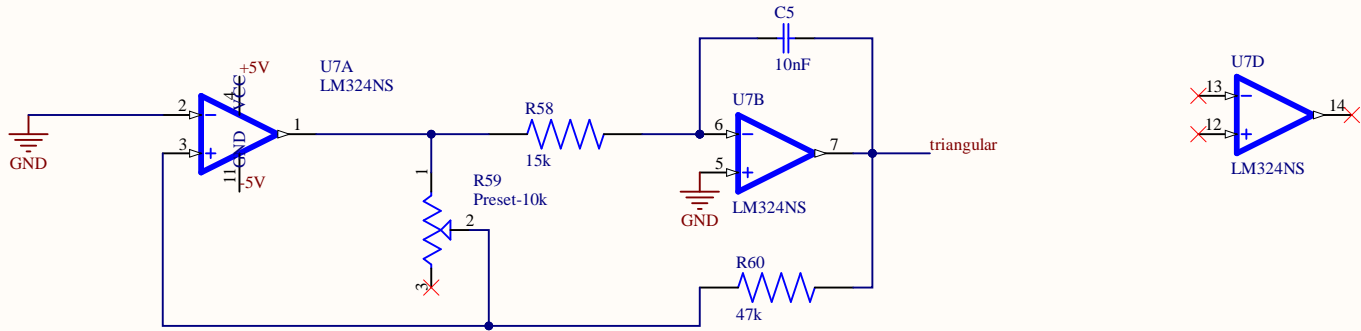 C5
10nF
U7A
LM324NS
+5V
4
VCC
2
3
1
GND
11
-5V
GND
R58
15k
U7B
6
5
7
LM324NS
GND
triangular
U7D
13
12
14
LM324NS
1
R59
Preset-10k
2
3
R60
47k